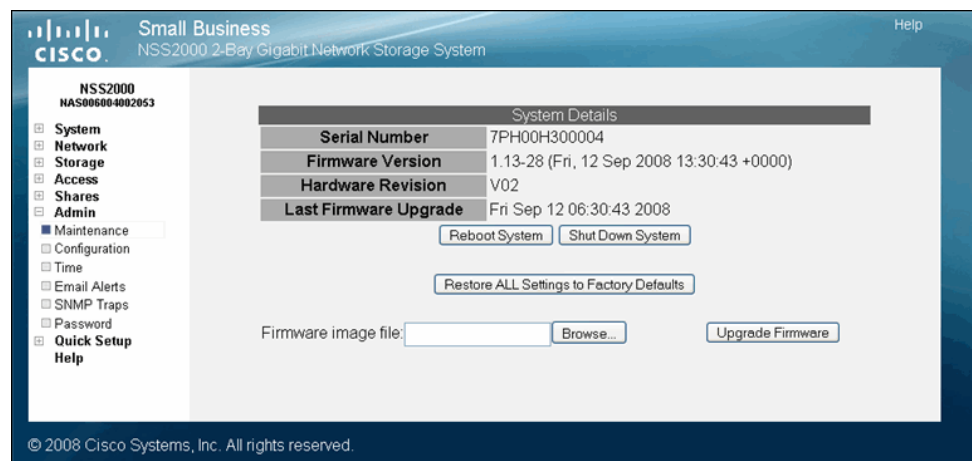 Small Business
Help
CISCO. NSS2000 2-Bay Gigabit Network Storage System
NSS2000
NAS006004002053
System
Network
Storage
Access
Shares
Admin
Maintenance
Configuration
Time
Email Alerts
SNMP Traps
Password
Quick Setup
Help
System Details
Serial Number 7PH00H300004
Firmware Version 1.13-28 (Fri, 12 Sep 2008 13:30:43 +0000)
Hardware Revision V02
Last Firmware Upgrade Fri Sep 12 06:30:43 2008
Reboot System Shut Down System
Restore ALL Settings to Factory Defaults
Firmware image file: Browse... Upgrade Firmware
© 2008 Cisco Systems, Inc. All rights reserved.